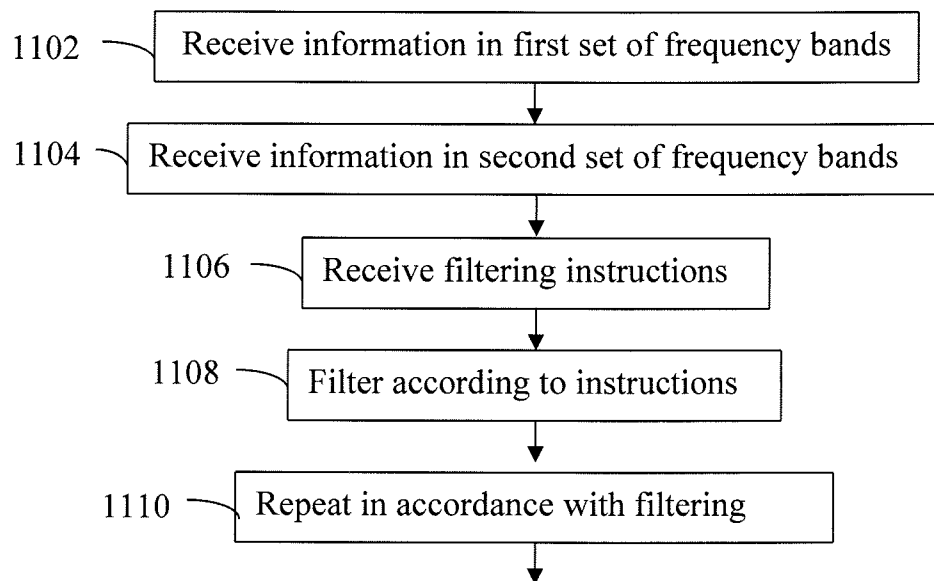 1102 Receive information in first set of frequency bands
1104 Receive information in second set of frequency bands
1106 Receive filtering instructions
1108 Filter according to instructions
1110 Repeat in accordance with filtering